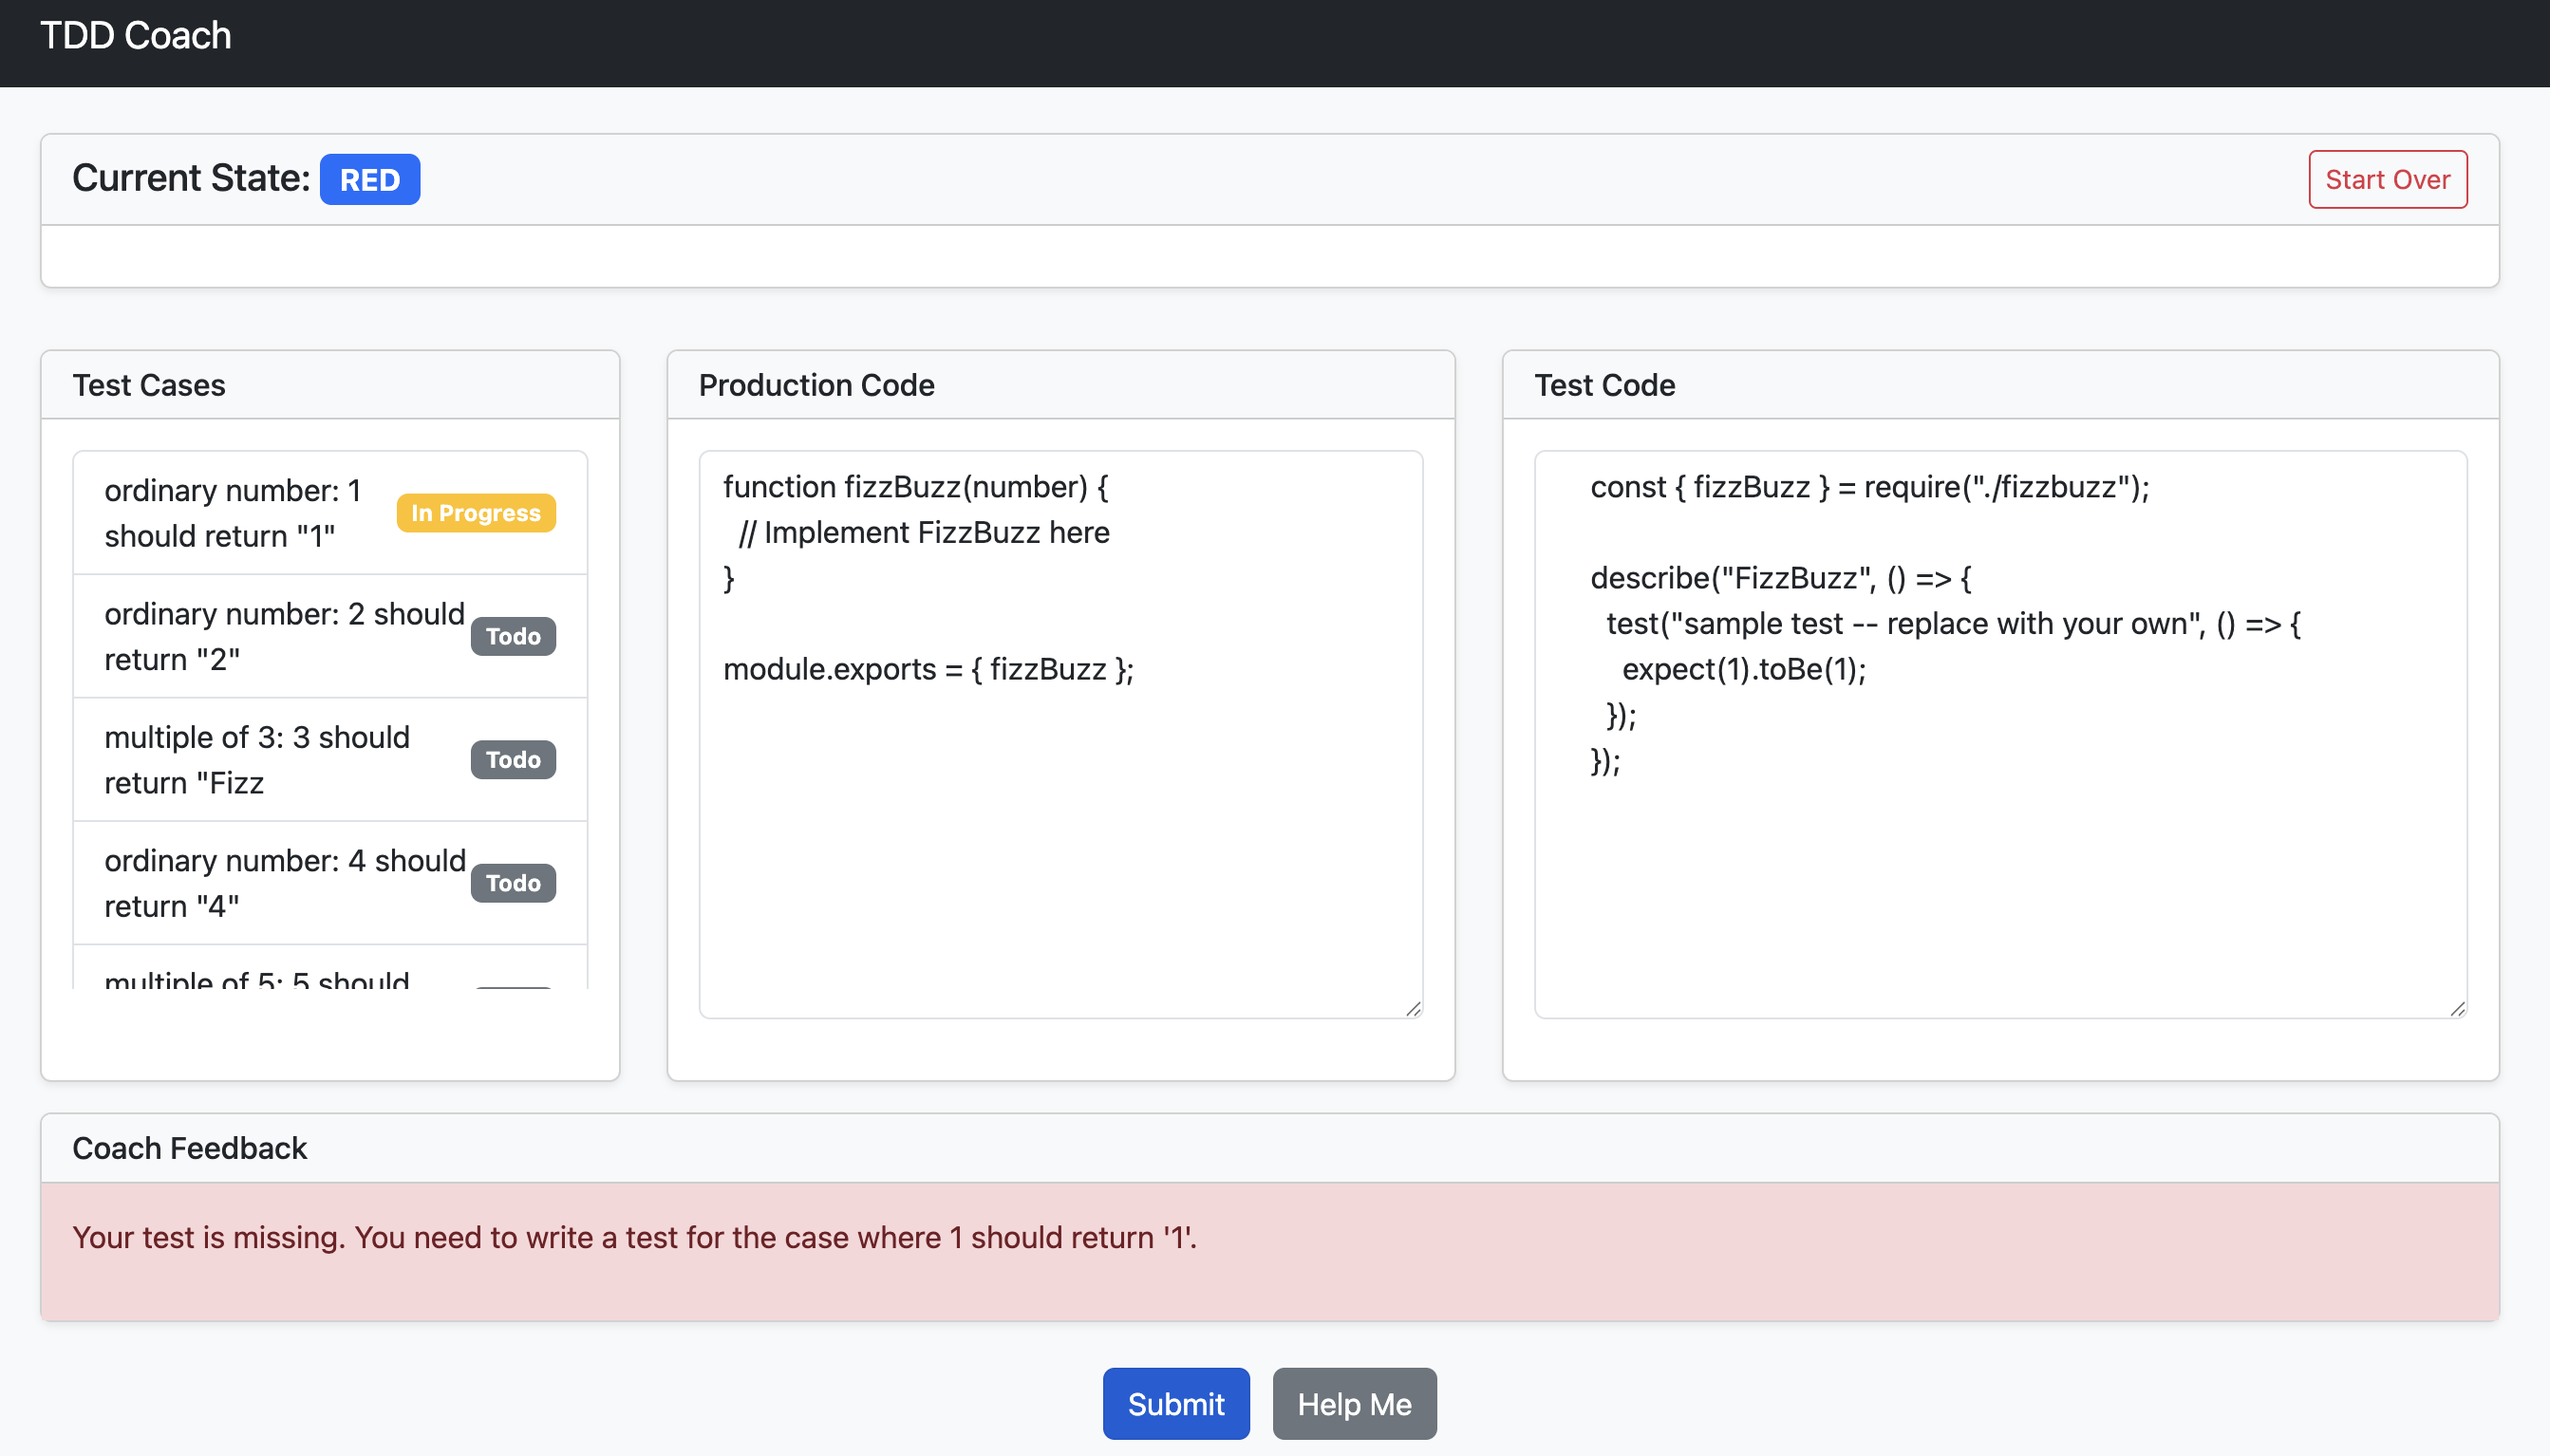 TDD Coach
Current State: RED
Start Over
Test Cases
ordinary number: 1
should return "1"
In Progress
ordinary number: 2 should
return "2"
Todo
multiple of 3: 3 should
return "Fizz
Todo
ordinary number: 4 should
return "4"
Todo
multiple of 5: 5 should
Production Code
function fizzBuzz(number) {
  // Implement FizzBuzz here
}
module.exports = { fizzBuzz };
Test Code
const { fizzBuzz } = require("./fizzbuzz");
describe("FizzBuzz", () => {
  test("sample test -- replace with your own", () => {
    expect(1).toBe(1);
  });
});
Coach Feedback
Your test is missing. You need to write a test for the case where 1 should return '1'.
Submit
Help Me